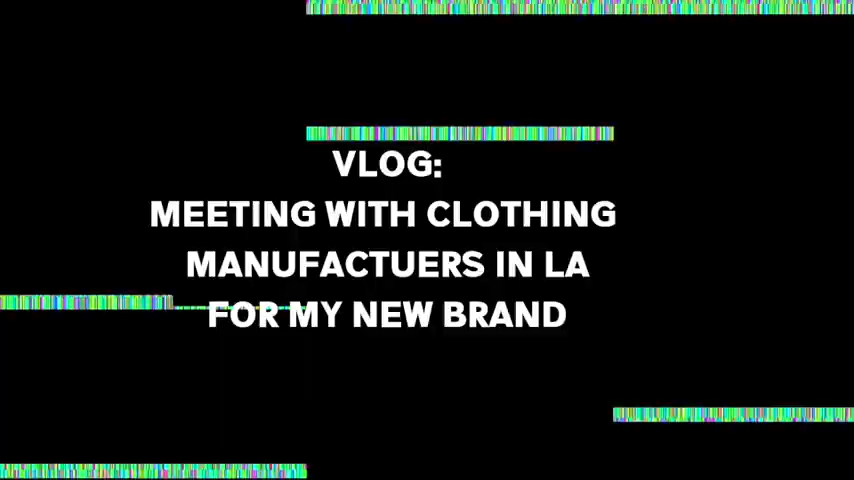 VLOG:
MEETING WITH CLOTHING
MANUFACTUERS IN LA
FOR MY NEW BRAND